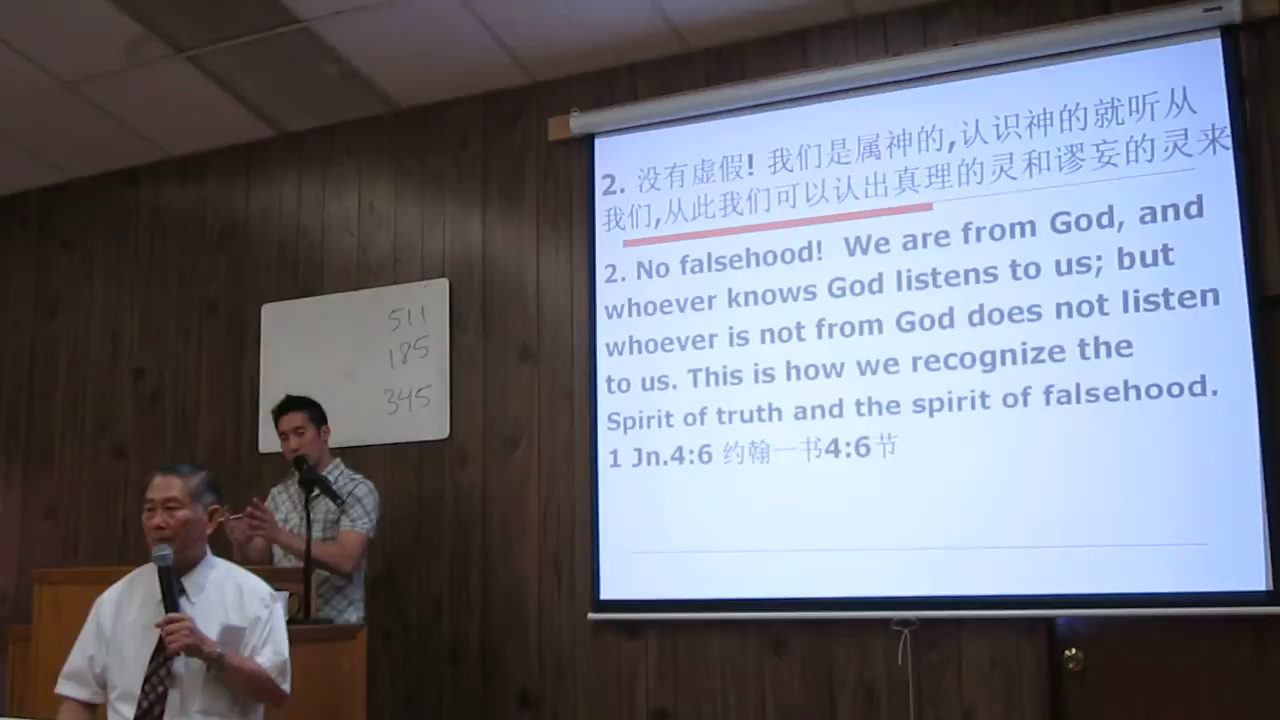 511
185
345
2. 没有虚假! 我们是属神的,认识神的就听从
我们,从此我们可以认出真理的灵和谬妄的灵来
2. No falsehood! We are from God, and
whoever knows God listens to us; but
whoever is not from God does not listen
to us. This is how we recognize the
Spirit of truth and the spirit of falsehood.
1 Jn.4:6 约翰一书4:6节